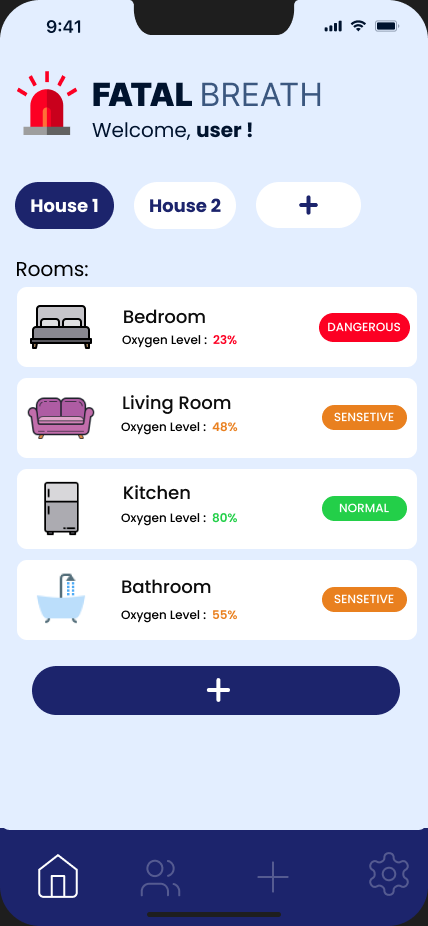 9:41
FATAL BREATH
Welcome, user !
House 1
House 2
Rooms:
Bedroom
Oxygen Level : 23%
DANGEROUS
Living Room
Oxygen Level : 48%
SENSETIVE
Kitchen
Oxygen Level : 80%
NORMAL
Bathroom
Oxygen Level : 55%
SENSETIVE